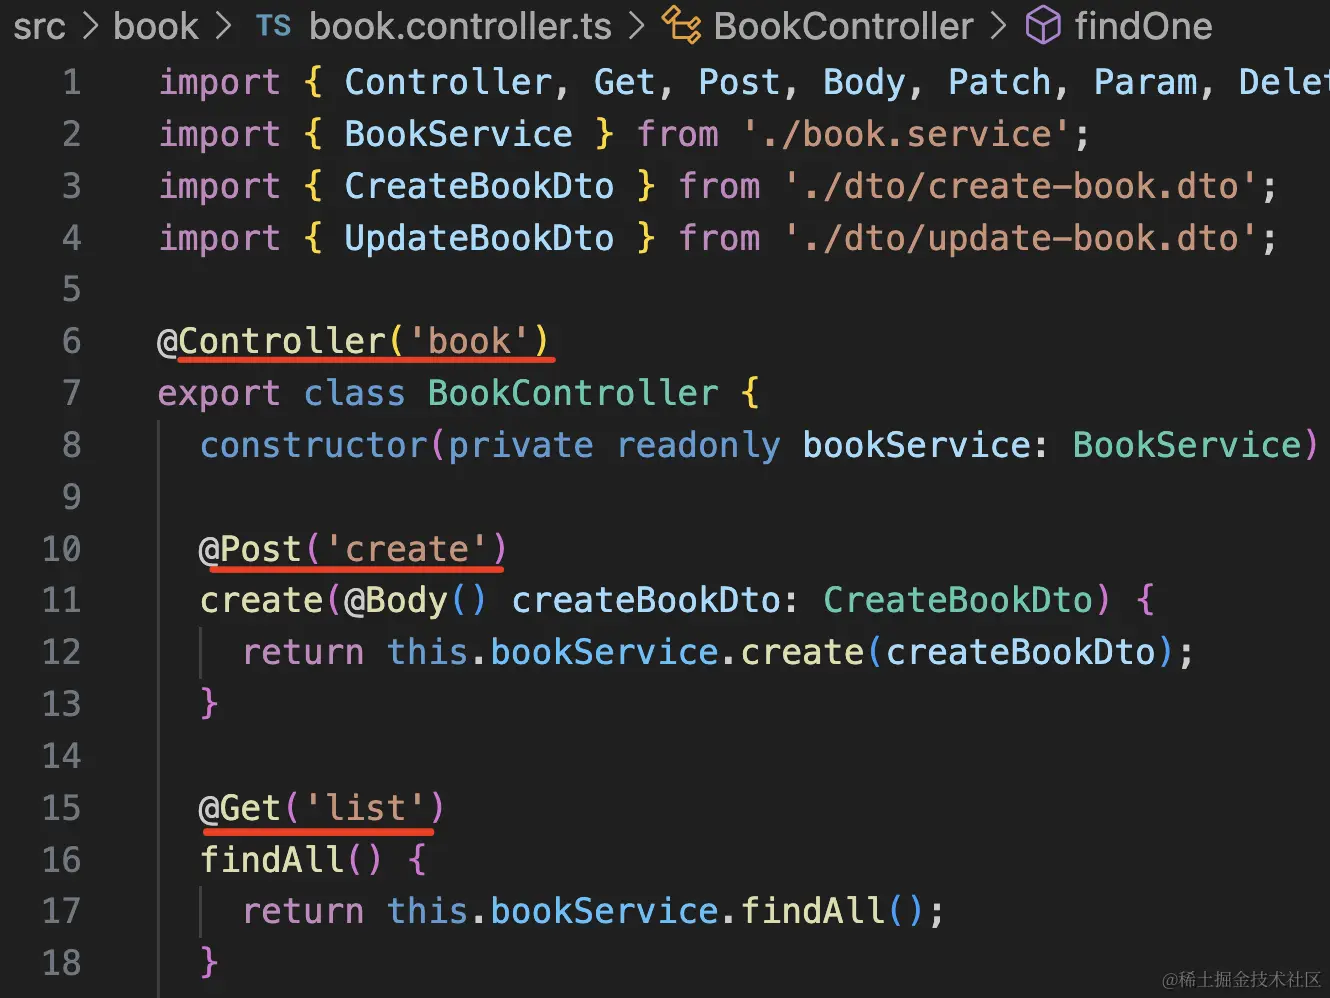 src > book > TS book.controller.ts > BookController > findOne
1 import { Controller, Get, Post, Body, Patch, Param,
2 import { BookService } from './book.service';
3 import { CreateBookDto } from './dto/create-book.dto';
4 import { UpdateBookDto } from './dto/update-book.dto';
5
6 @Controller('book')
7 export class BookController {
8   constructor(private readonly bookService: BookService)
9
10   @Post('create')
11   create(@Body() createBookDto: CreateBookDto) {
12     return this.bookService.create(createBookDto);
13   }
14
15   @Get('list')
16   findAll() {
17     return this.bookService.findAll();
18   }
@稀土掘金技术社区